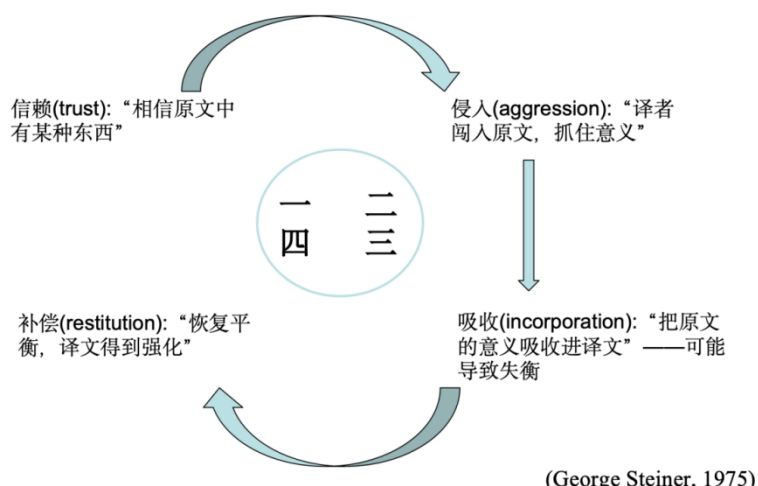 信赖(trust):“相信原文中
有某种东西”
侵入(aggression):“译者
闯入原文，抓住意义”
一 二
四 三
补偿(restitution):“恢复平
衡，译文得到强化”
吸收(incorporation):“把原文
的意义吸收进译文”——可能
导致失衡
(George Steiner, 1975)